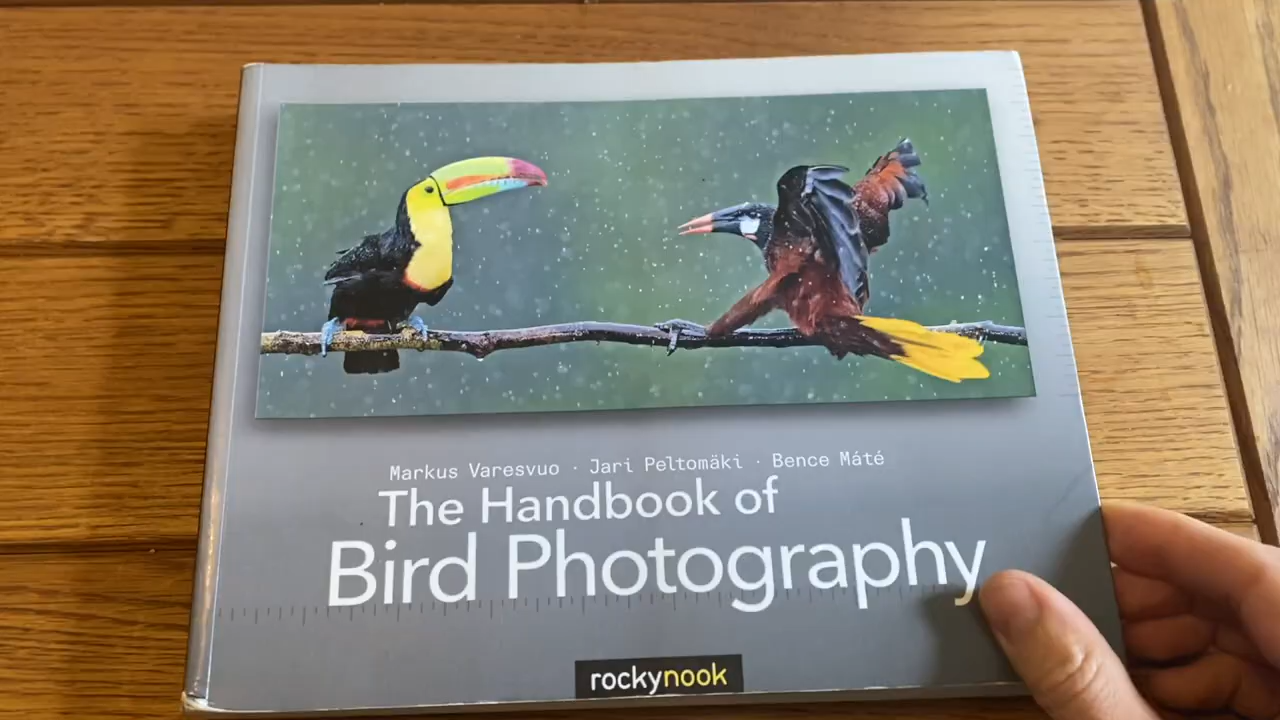 Markus Varesvuo · Jari Peltomäki · Bence Máté
The Handbook of
Bird Photography
rockynook